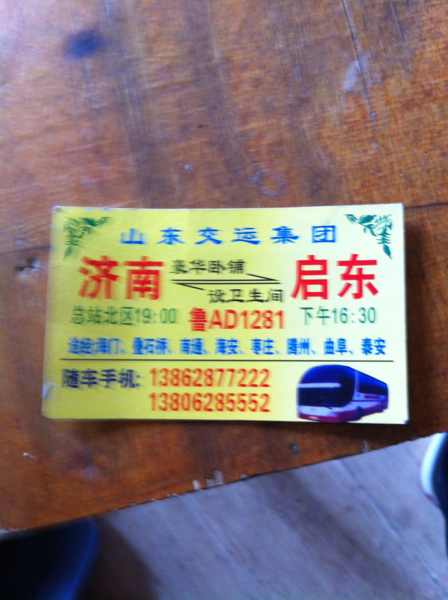 山东交运集团
济南 豪华卧铺 启东
设卫生间
总站北区19:00 鲁AD1281 下午16:30
途经:海门、叠石桥、南通、海安、枣庄、腾州、曲阜、泰安
随车手机: 13862877222
13806285552